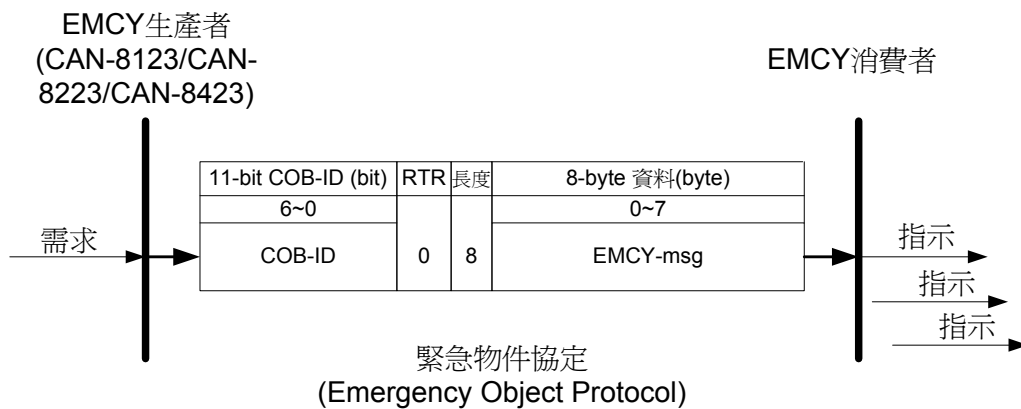 EMCY生產者
(CAN-8123/CAN-
8223/CAN-8423)
EMCY消費者
11-bit COB-ID (bit) RTR 長度 8-byte 資料(byte)
6~0 0~7
需求
COB-ID 0 8 EMCY-msg
指示
指示
指示
緊急物件協定
(Emergency Object Protocol)